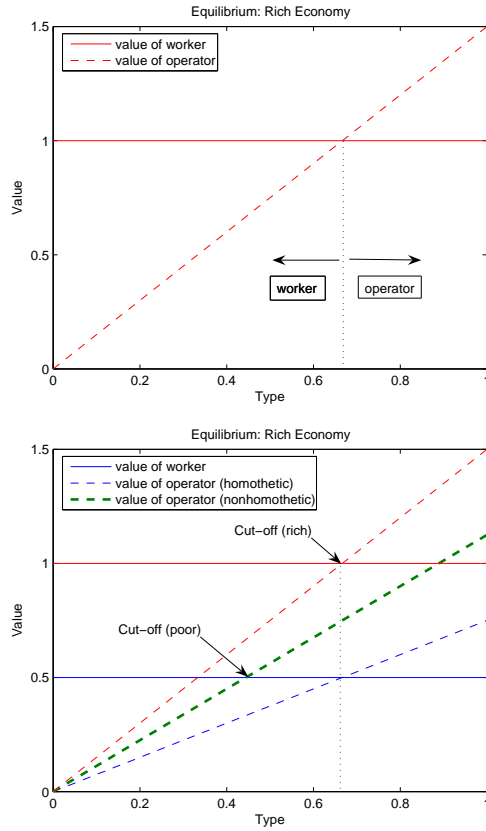 Equilibrium: Rich Economy
1.5
value of worker
value of operator
1
Value
0.5
worker
operator
0
0
0.2
0.4
0.6
0.8
1
Type
Equilibrium: Rich Economy
1.5
value of worker
value of operator (homothetic)
value of operator (nonhomothetic)
Cut−off (rich)
1
Value
Cut−off (poor)
0.5
0
0
0.2
0.4
0.6
0.8
1
Type